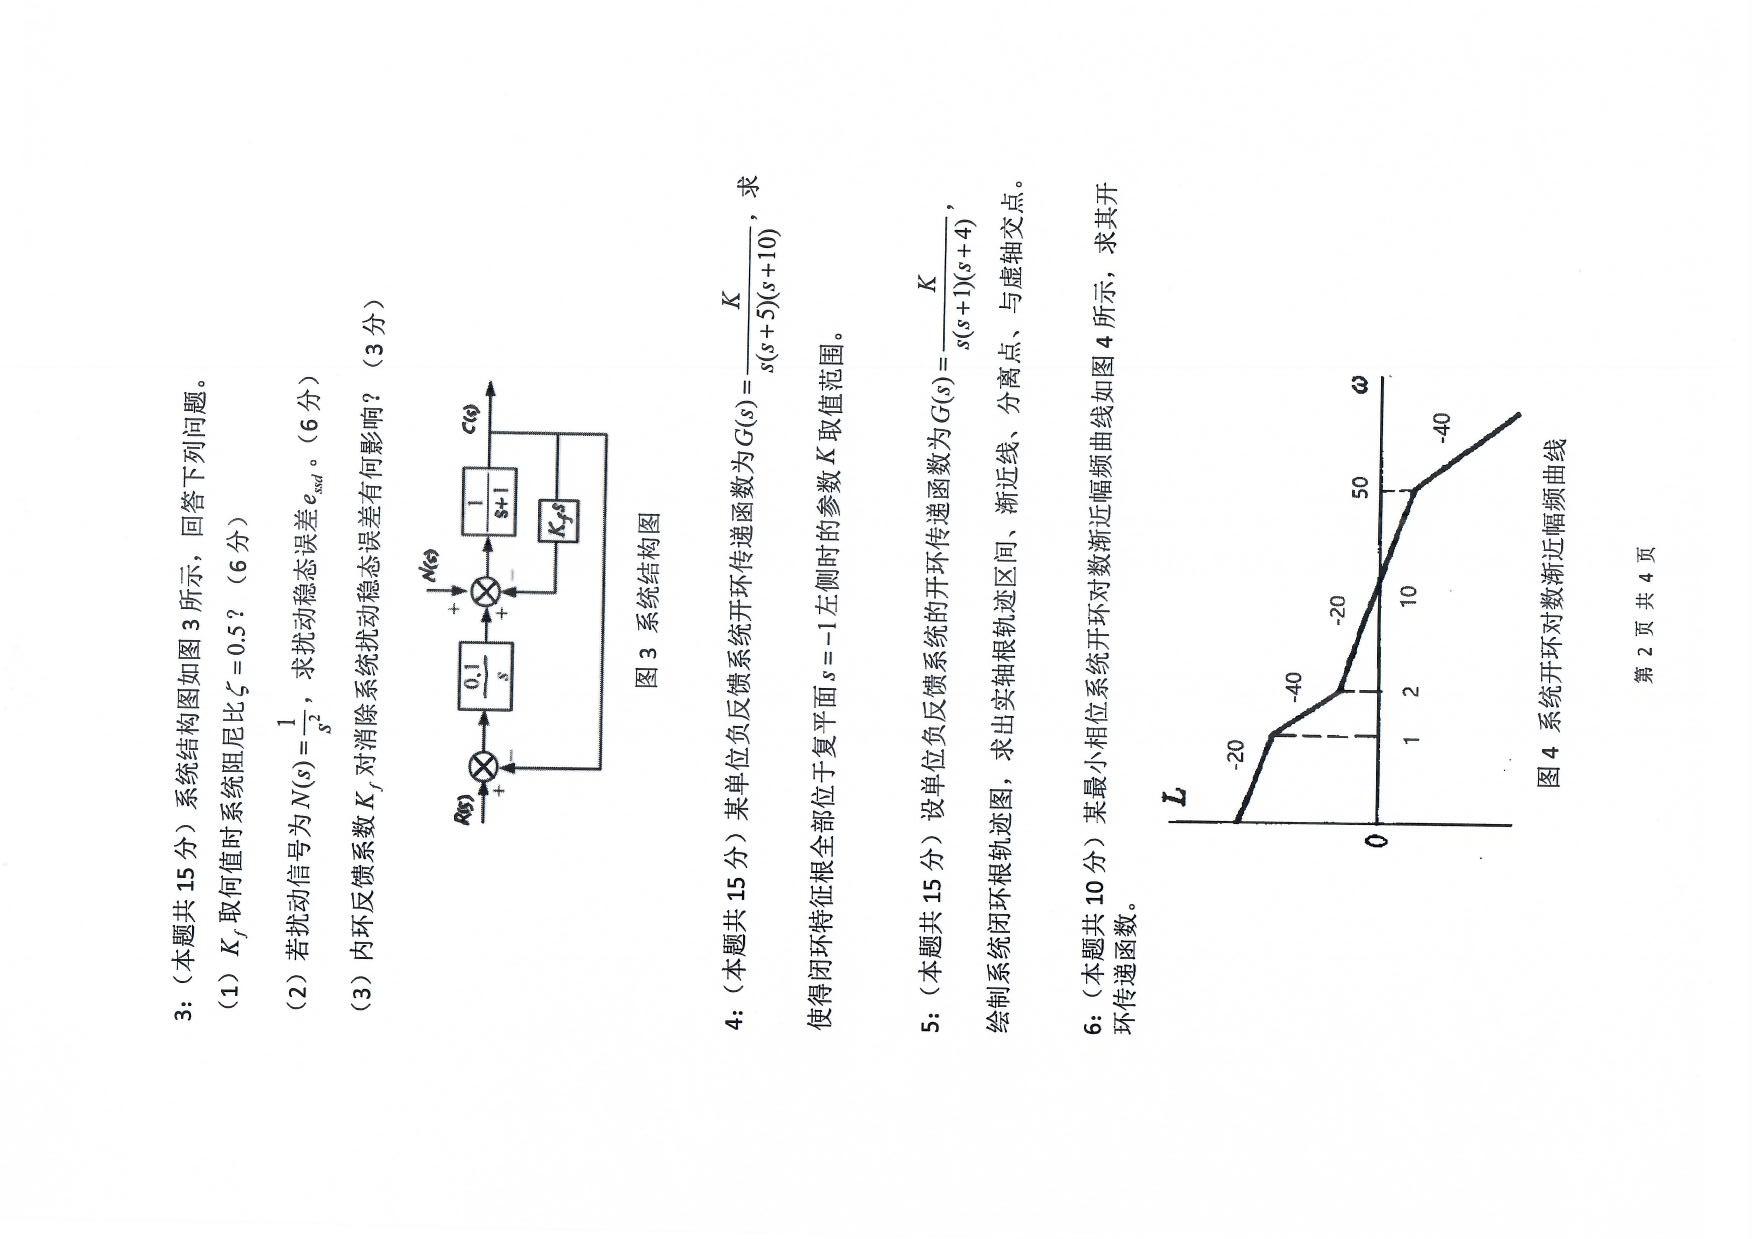 3:（本题共 15 分）系统结构图如图 3 所示，回答下列问题。
（1）K_f 取何值时系统阻尼比 ζ = 0.5？（6 分）
（2）若扰动信号为 N(s) = 1/s²，求扰动稳态误差 e_ssd。（6 分）
（3）内环反馈系数 K_f 对消除系统扰动稳态误差有何影响？（3 分）
R(s) + − 0.1/s N(s) + + − 1/(s+1) C(s) K_f s
图 3 系统结构图
4:（本题共 15 分）某单位负反馈系统开环传递函数为 G(s) = K/(s(s+5)(s+10))，求
使得闭环特征根全部位于复平面 s = −1 左侧时的参数 K 取值范围。
5:（本题共 15 分）设单位负反馈系统的开环传递函数为 G(s) = K/(s(s+1)(s+4))，
绘制系统闭环根轨迹图，求出实轴根轨迹区间、渐近线、分离点、与虚轴交点。
6:（本题共 10 分）某最小相位系统开环对数渐近幅频曲线如图 4 所示，求其开
环传递函数。
L
-20
-40
-20
50 ω
0 1 2 10
-40
图 4 系统开环对数渐近幅频曲线
第 2 页 共 4 页